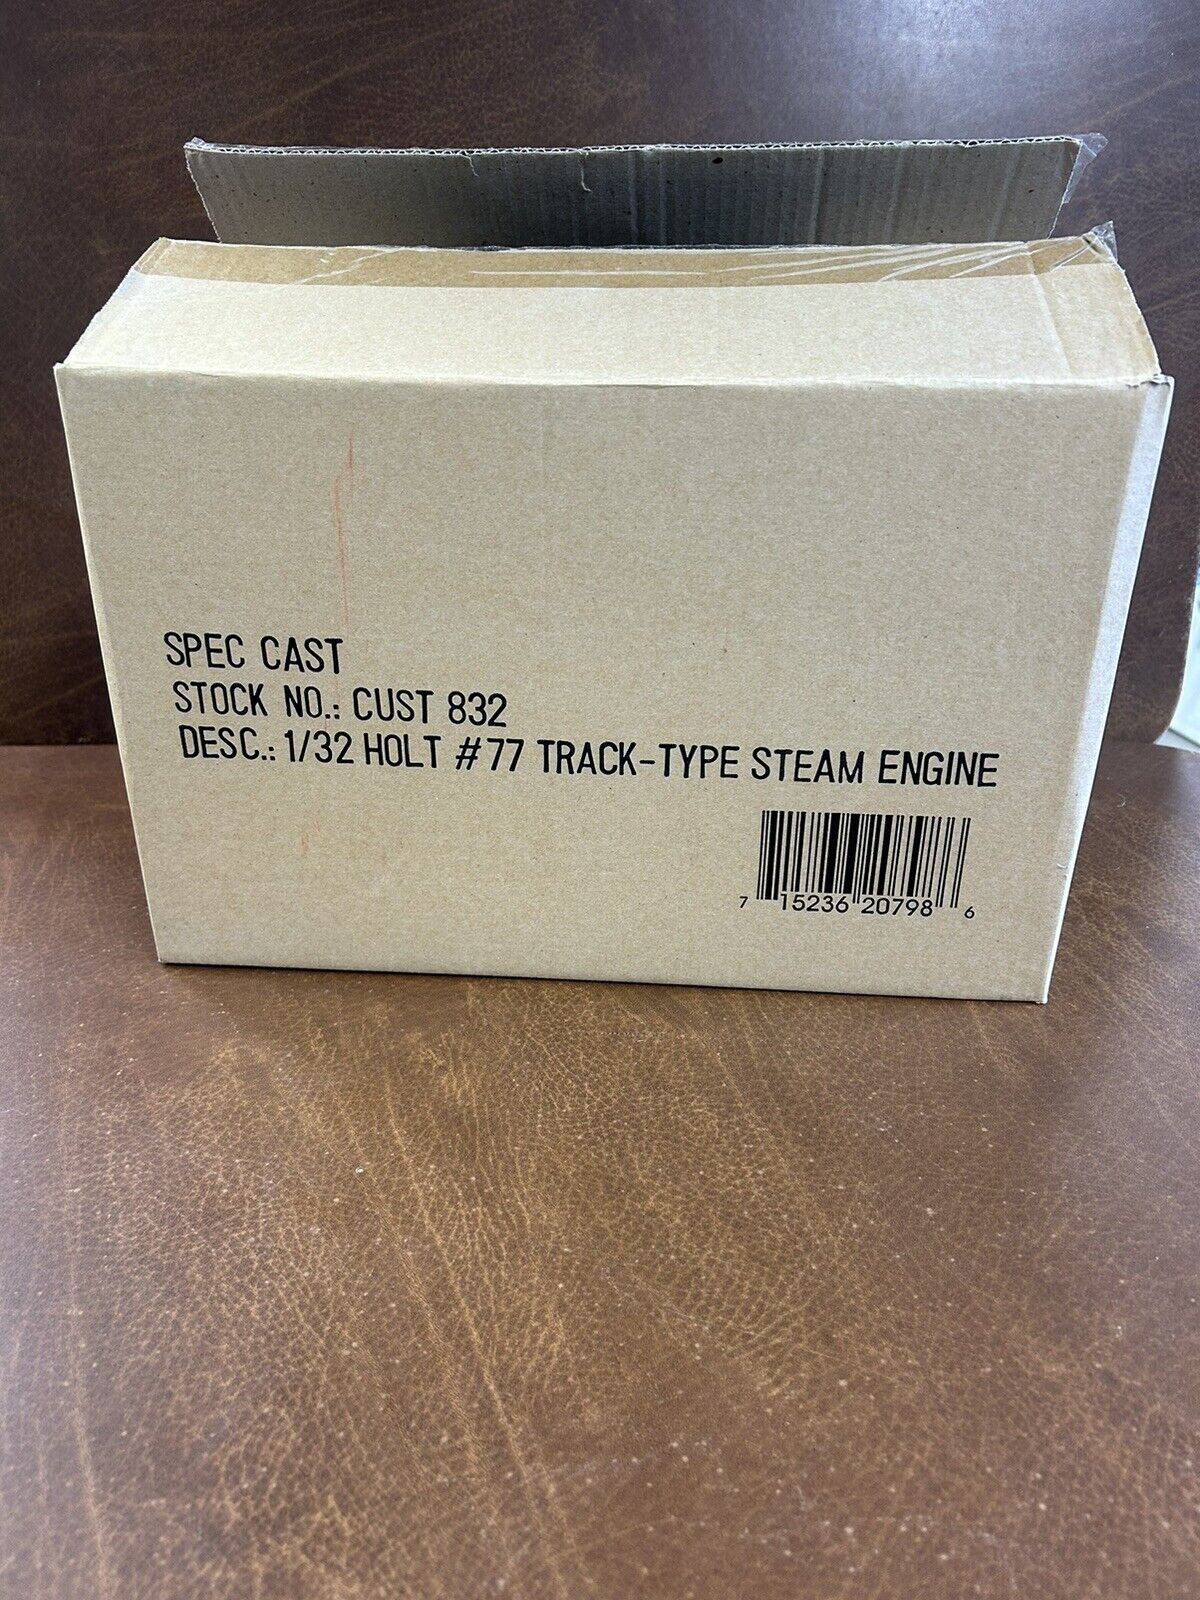 SPEC CAST
STOCK NO.: CUST 832
DESC.: 1/32 HOLT #77 TRACK-TYPE STEAM ENGINE
7 15236 20798 6